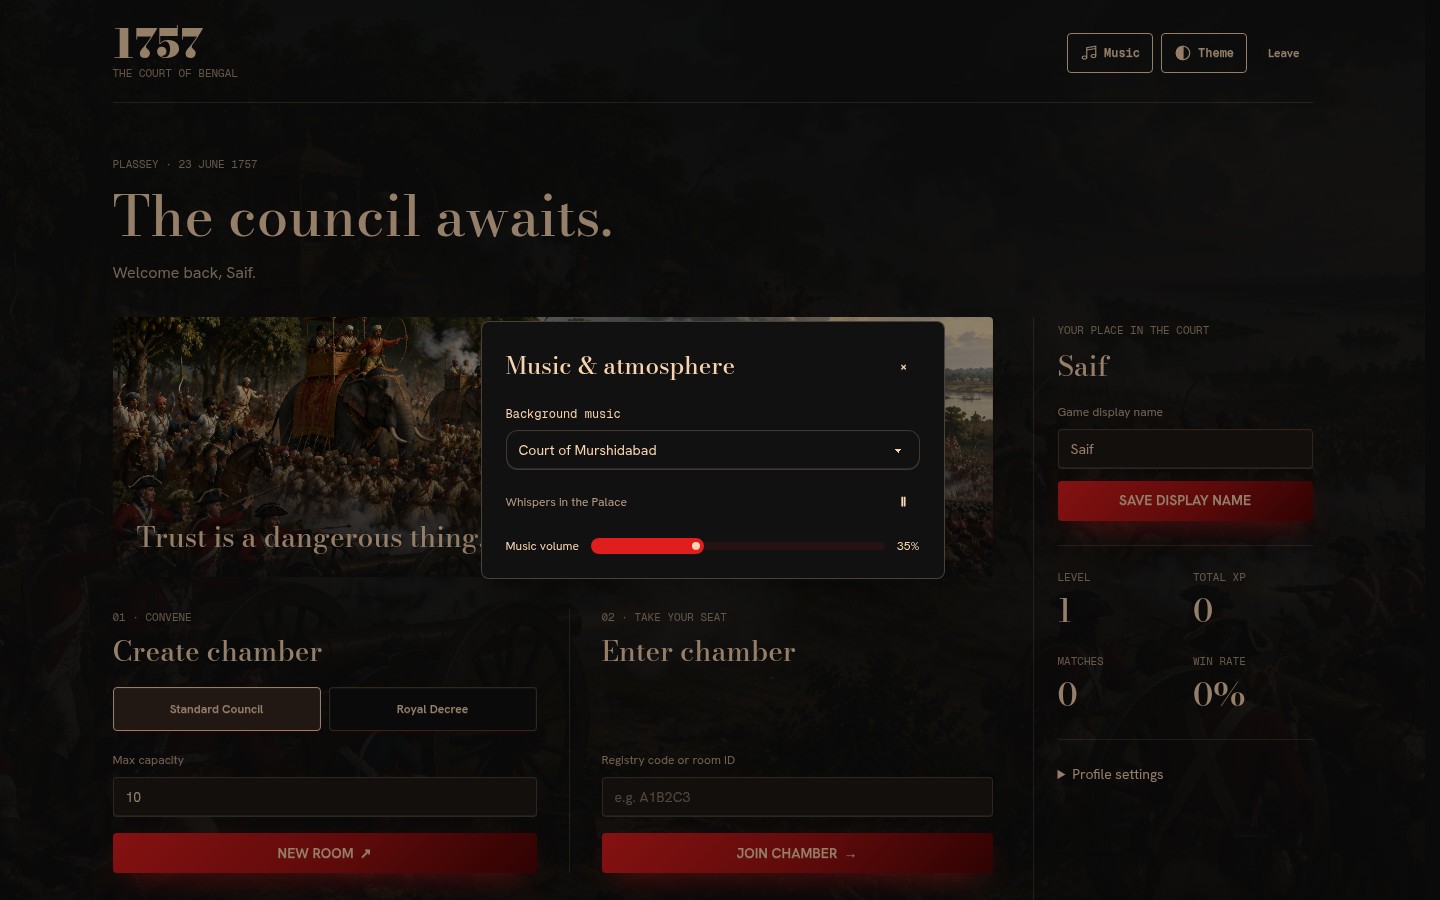 1757
THE COURT OF BENGAL
Music
Theme
Leave
PLASSEY · 23 JUNE 1757
The council awaits.
Welcome back, Saif.
Trust is a dangerous thing.
Music & atmosphere
×
Background music
Court of Murshidabad
Whispers in the Palace
Music volume
35%
YOUR PLACE IN THE COURT
Saif
Game display name
Saif
SAVE DISPLAY NAME
LEVEL
TOTAL XP
1
0
MATCHES
WIN RATE
0
0%
Profile settings
01 · CONVENE
Create chamber
Standard Council
Royal Decree
Max capacity
10
NEW ROOM ↗
02 · TAKE YOUR SEAT
Enter chamber
Registry code or room ID
e.g. A1B2C3
JOIN CHAMBER →